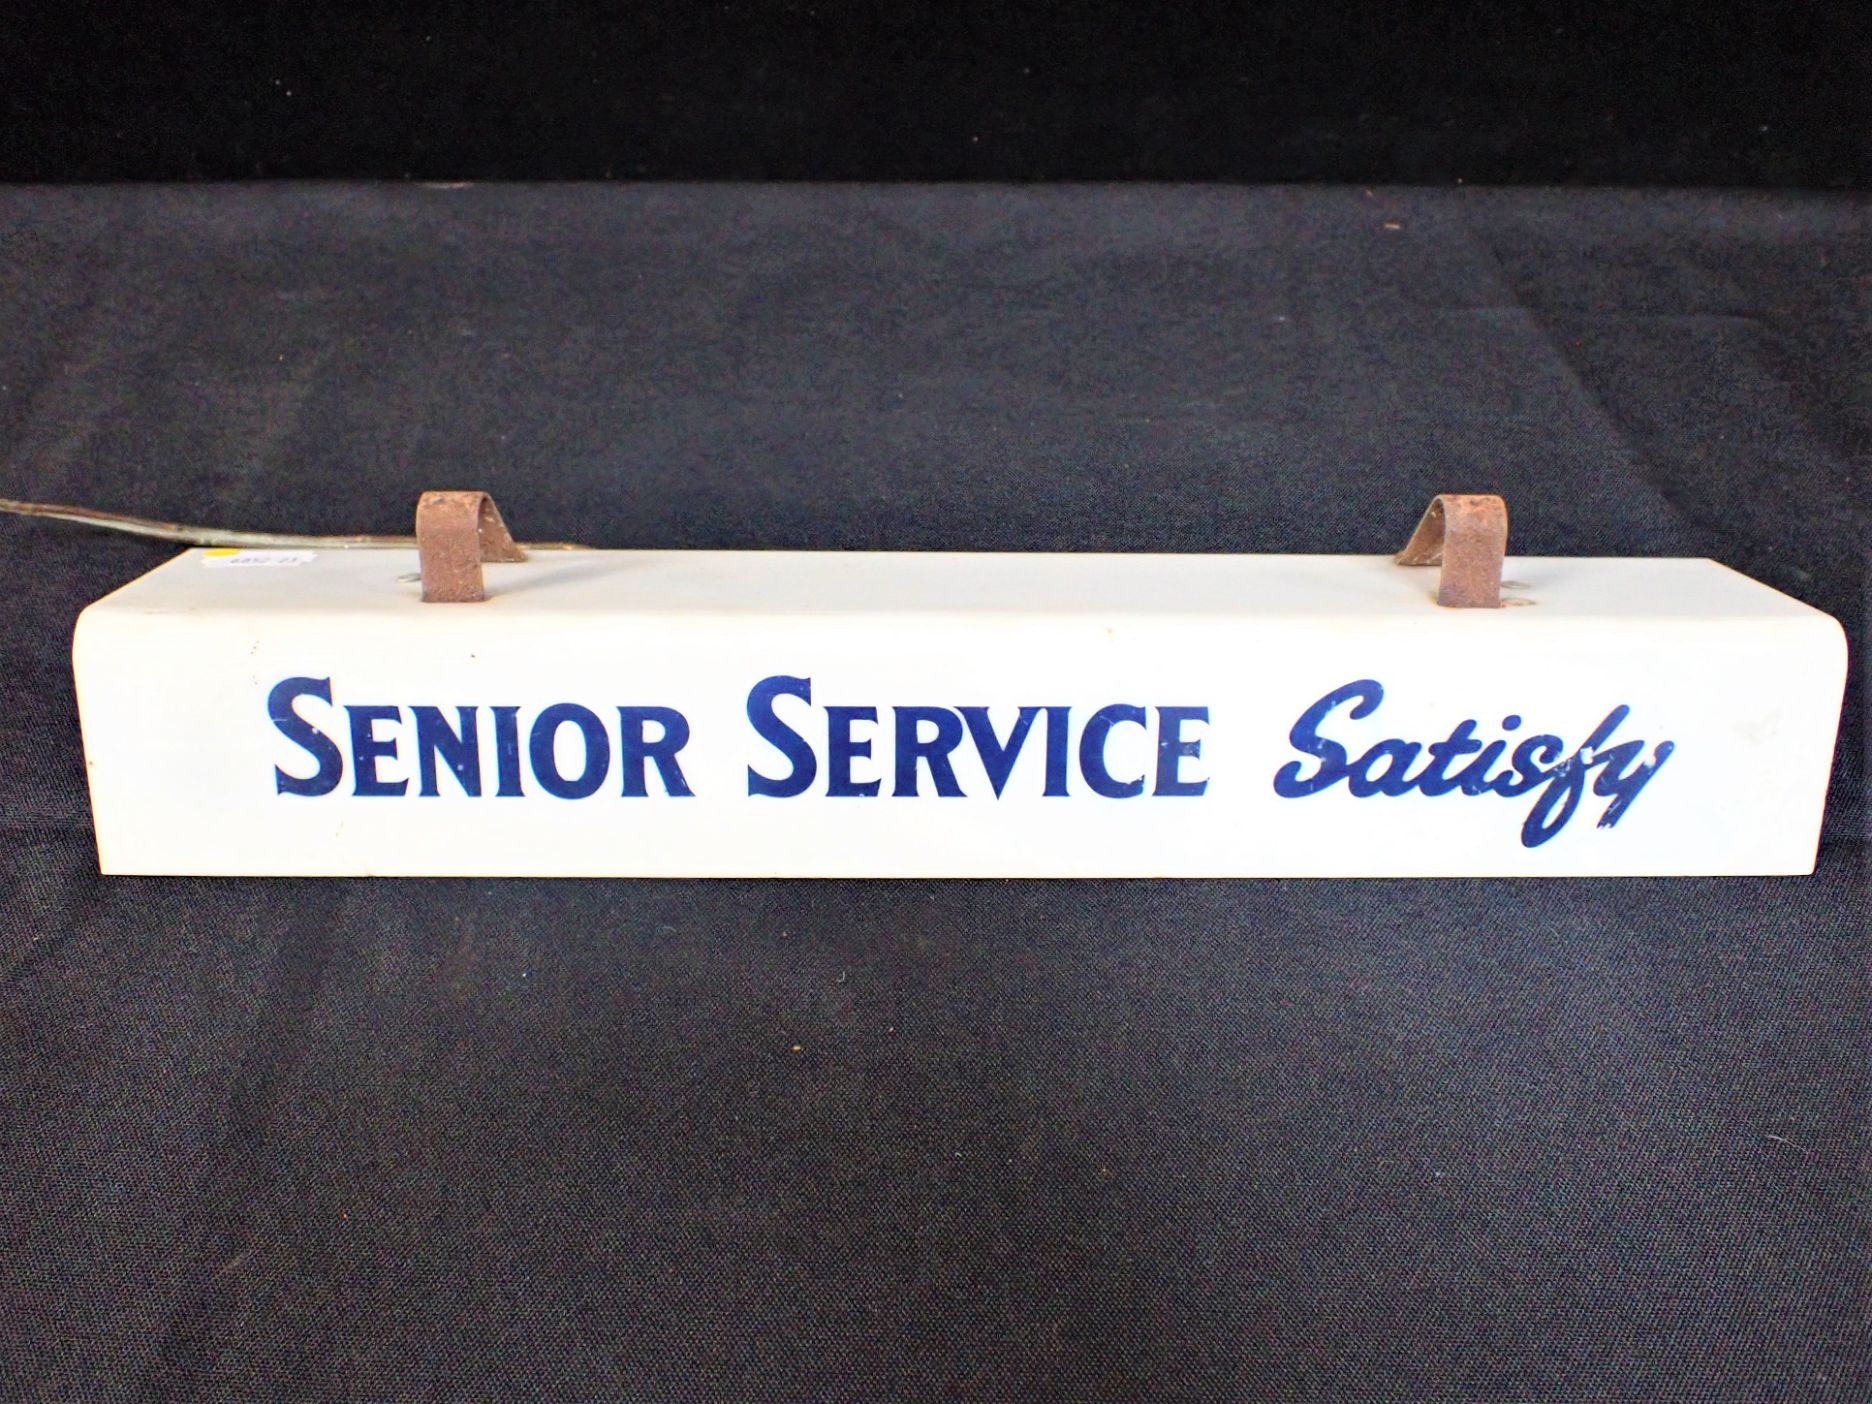 SENIOR SERVICE Satisfy